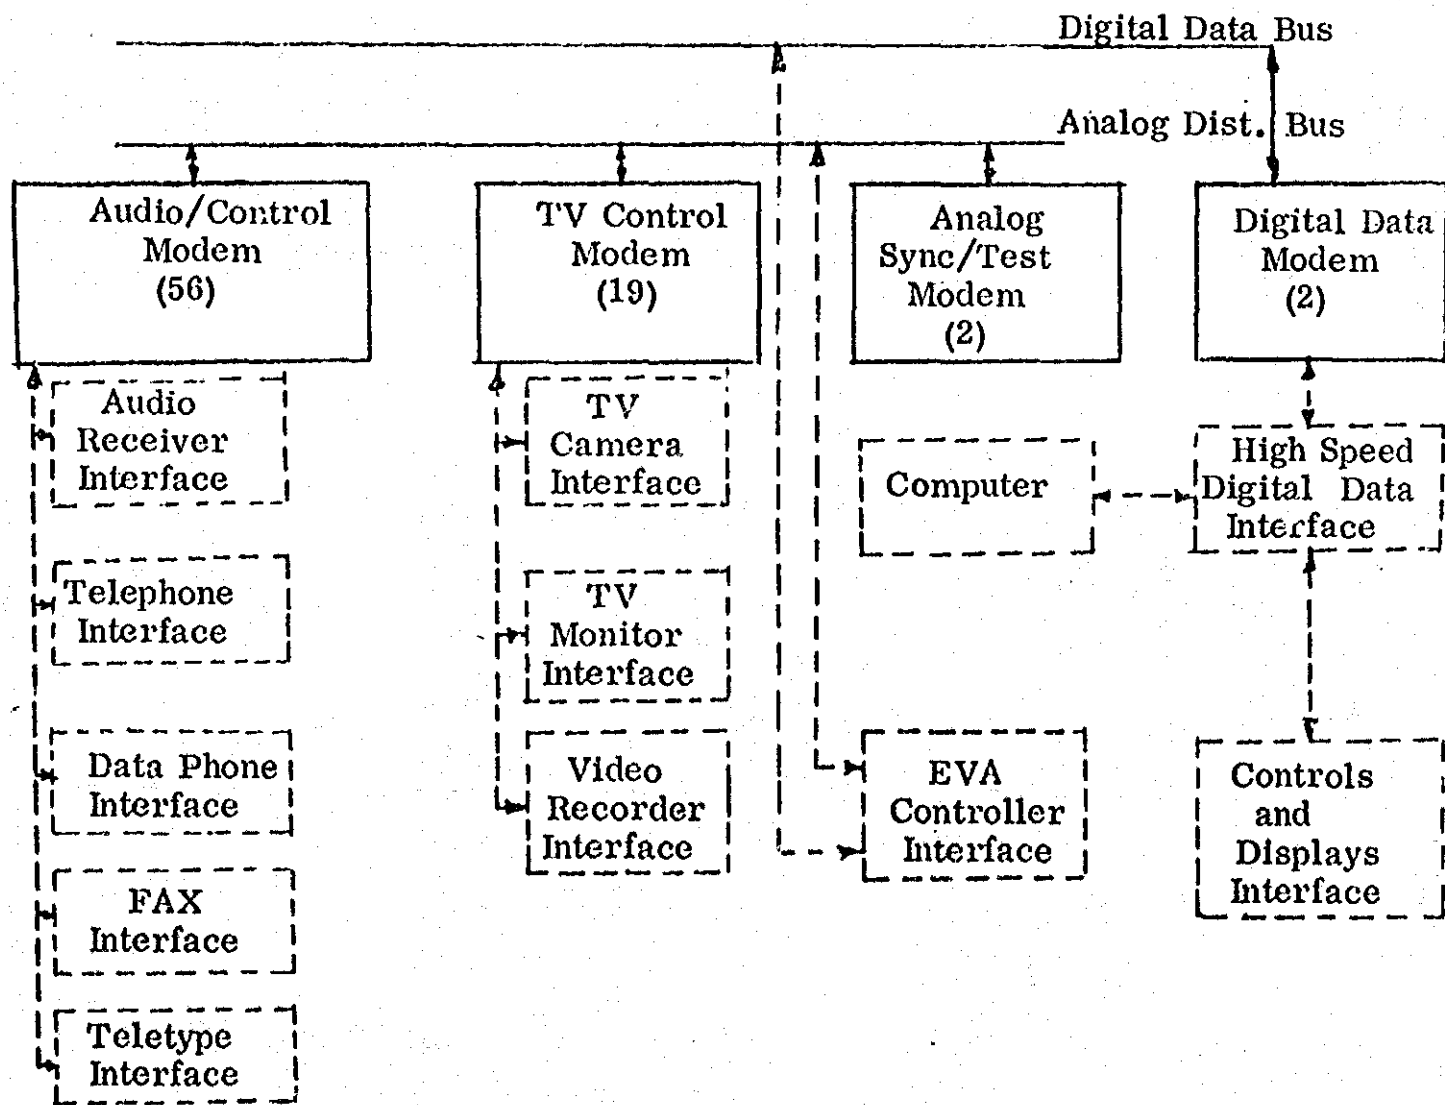 Digital Data Bus
Analog Dist. Bus
Audio/Control
Modem
(56)
TV Control
Modem
(19)
Analog
Sync/Test
Modem
(2)
Digital Data
Modem
(2)
Audio
Receiver
Interface
Telephone
Interface
Data Phone
Interface
FAX
Interface
Teletype
Interface
TV
Camera
Interface
TV
Monitor
Interface
Video
Recorder
Interface
Computer
EVA
Controller
Interface
High Speed
Digital Data
Interface
Controls
and
Displays
Interface